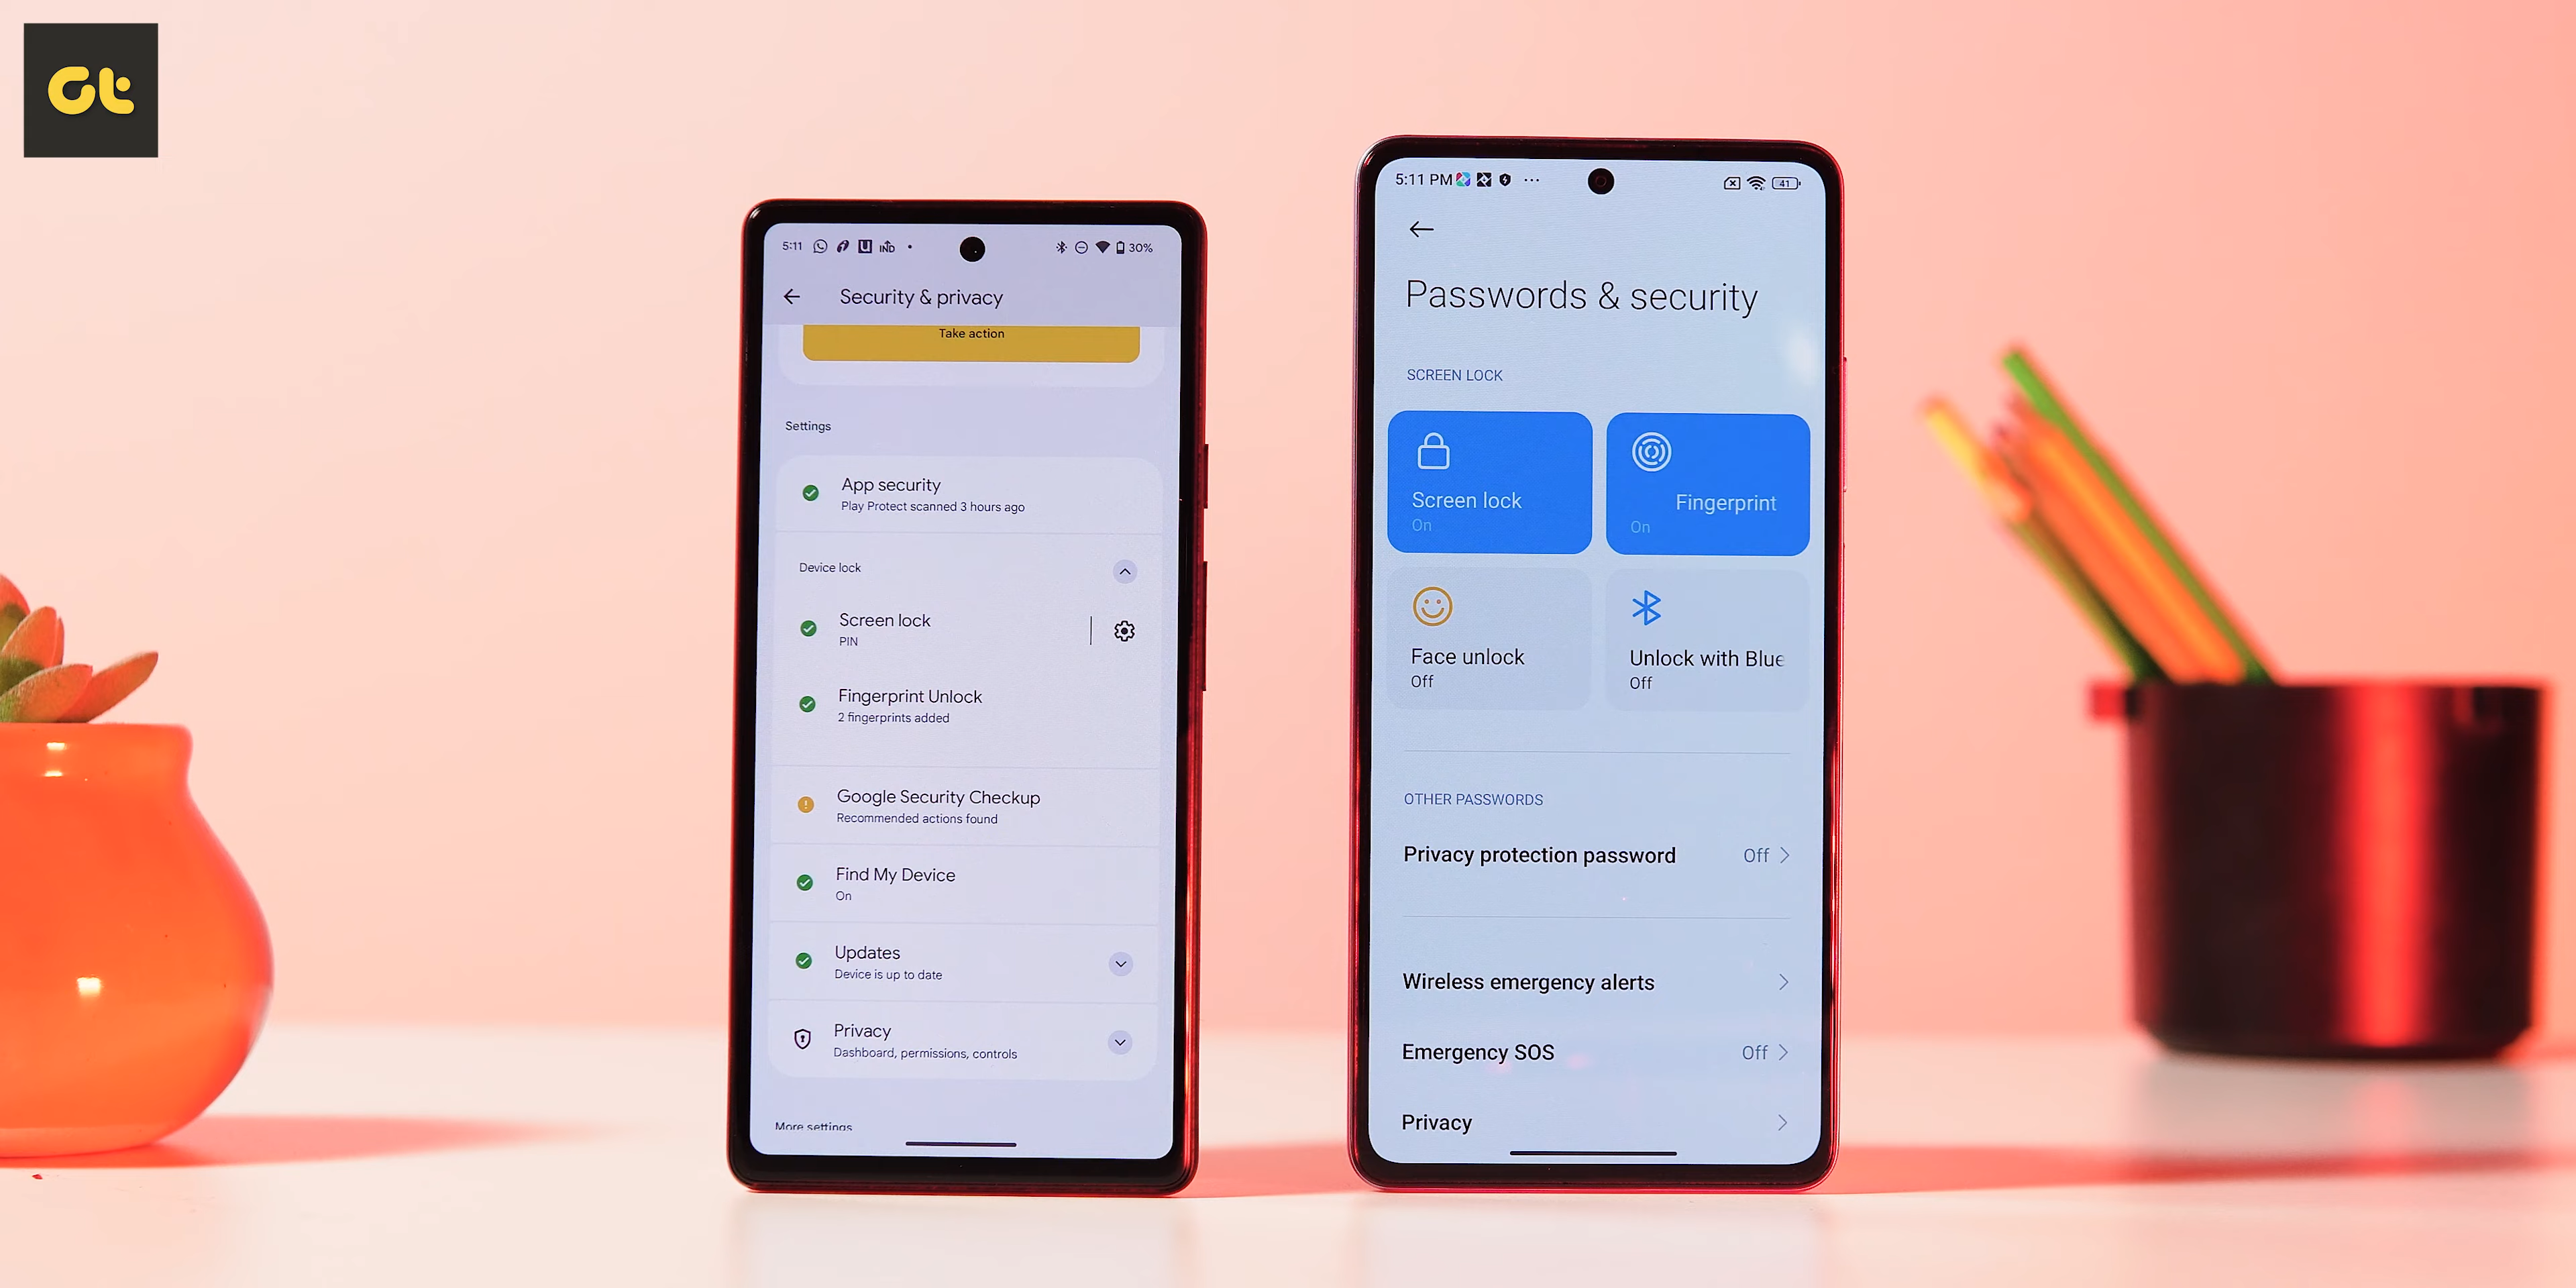 Gt
5:11
IND
30%
Security & privacy
Take action
Settings
App security
Play Protect scanned 3 hours ago
Device lock
Screen lock
PIN
Fingerprint Unlock
2 fingerprints added
Google Security Checkup
Recommended actions found
Find My Device
On
Updates
Device is up to date
Privacy
Dashboard, permissions, controls
More settings
5:11 PM
41
Passwords & security
SCREEN LOCK
Screen lock
On
Fingerprint
On
Face unlock
Off
Unlock with Blue
Off
OTHER PASSWORDS
Privacy protection password Off
Wireless emergency alerts
Emergency SOS Off
Privacy